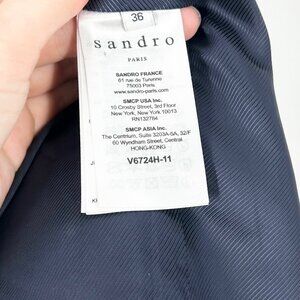 36
sandro
PARIS
SANDRO FRANCE
61 rue de Turenne
75003 Paris
www.sandro-paris.com
SMCP USA Inc.
10 Crosby Street, 3rd Floor
New York, New York 10013
RN132784
SMCP ASIA Inc.
The Centrium, Suite 3203A-5A, 32/F
60 Wyndham Street, Central
HONG-KONG
V6724H-11